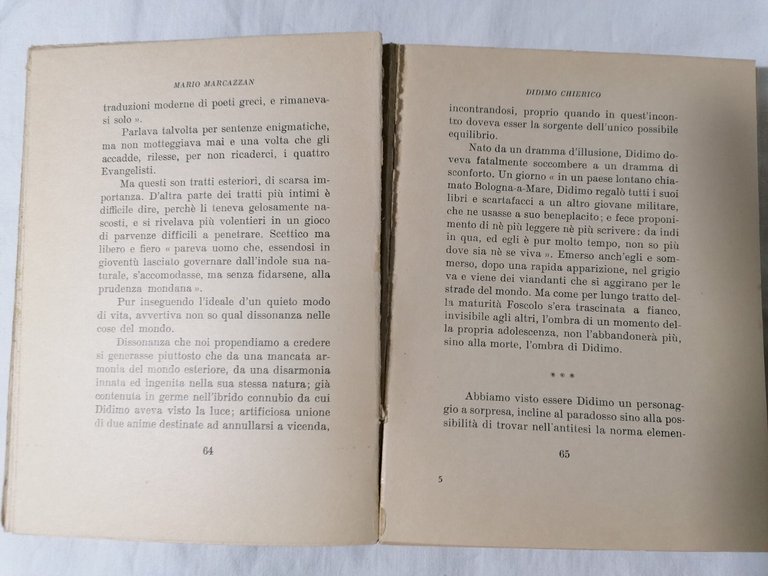 MARIO MARCAZZAN
traduzioni moderne di poeti greci, e rimaneva-
si solo ».
Parlava talvolta per sentenze enigmatiche,
ma non motteggiava mai e una volta che gli
accadde, rilesse, per non ricaderci, i quattro
Evangelisti.
Ma questi son tratti esteriori, di scarsa im-
portanza. D'altra parte dei tratti più intimi è
difficile dire, perchè li teneva gelosamente na-
scosti, e si rivelava più volentieri in un gioco
di parvenze difficili a penetrare. Scettico ma
libero e fiero « pareva uomo che, essendosi in
gioventù lasciato governare dall'indole sua na-
turale, s'accomodasse, ma senza fidarsene, alla
prudenza mondana ».
Pur inseguendo l'ideale d'un quieto modo
di vita, avvertiva non so qual dissonanza nelle
cose del mondo.
Dissonanza che noi propendiamo a credere
si generasse piuttosto che da una mancata ar-
monia del mondo esteriore, da una disarmonia
innata ed ingenita nella sua stessa natura; già
contenuta in germe nell'ibrido connubio da cui
Didimo aveva visto la luce; artificiosa unione
di due anime destinate ad annullarsi a vicenda,
64
DIDIMO CHIERICO
incontrandosi, proprio quando in quest'incon-
tro doveva esser la sorgente dell'unico possibile
equilibrio.
Nato da un dramma d'illusione, Didimo do-
veva fatalmente soccombere a un dramma di
sconforto. Un giorno « in un paese lontano chia-
mato Bologna-a-Mare, Didimo regalò tutti i suoi
libri e scartafacci a un altro giovane militare,
che ne usasse a suo beneplacito; e fece proponi-
mento di nè più leggere nè più scrivere: da indi
in qua, ed egli è pur molto tempo, non so più
dove sia nè se viva ». Emerso anch'egli e som-
merso, dopo una rapida apparizione, nel grigio
va e viene dei viandanti che si aggirano per le
strade del mondo. Ma come per lungo tratto del-
la maturità Foscolo s'era trascinata a fianco,
invisibile agli altri, l'ombra di un momento del-
la propria adolescenza, non l'abbandonerà più,
sino alla morte, l'ombra di Didimo.
* * *
Abbiamo visto essere Didimo un personag-
gio a sorpresa, incline al paradosso sino alla pos-
sibilità di trovar nell'antitesi la norma elemen-
65
5